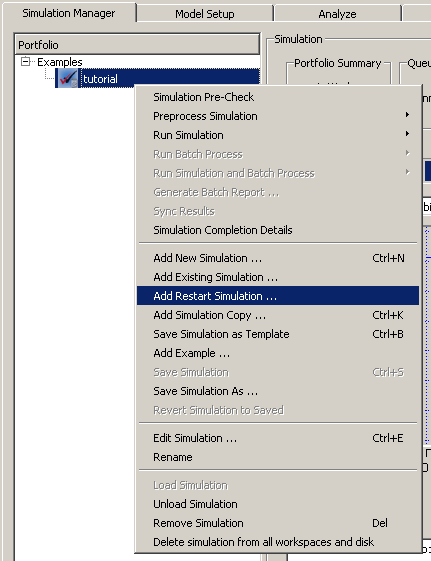 Simulation Manager Model Setup Analyze
Portfolio
Simulation
Examples
Portfolio Summary
tutorial
Simulation Pre-Check
Preprocess Simulation
Run Simulation
Run Batch Process
Run Simulation and Batch Process
Generate Batch Report ...
Sync Results
Simulation Completion Details
Add New Simulation ... Ctrl+N
Add Existing Simulation ...
Add Restart Simulation ...
Add Simulation Copy ... Ctrl+K
Save Simulation as Template Ctrl+B
Add Example ...
Save Simulation Ctrl+S
Save Simulation As ...
Revert Simulation to Saved
Edit Simulation ... Ctrl+E
Rename
Load Simulation
Unload Simulation
Remove Simulation Del
Delete simulation from all workspaces and disk